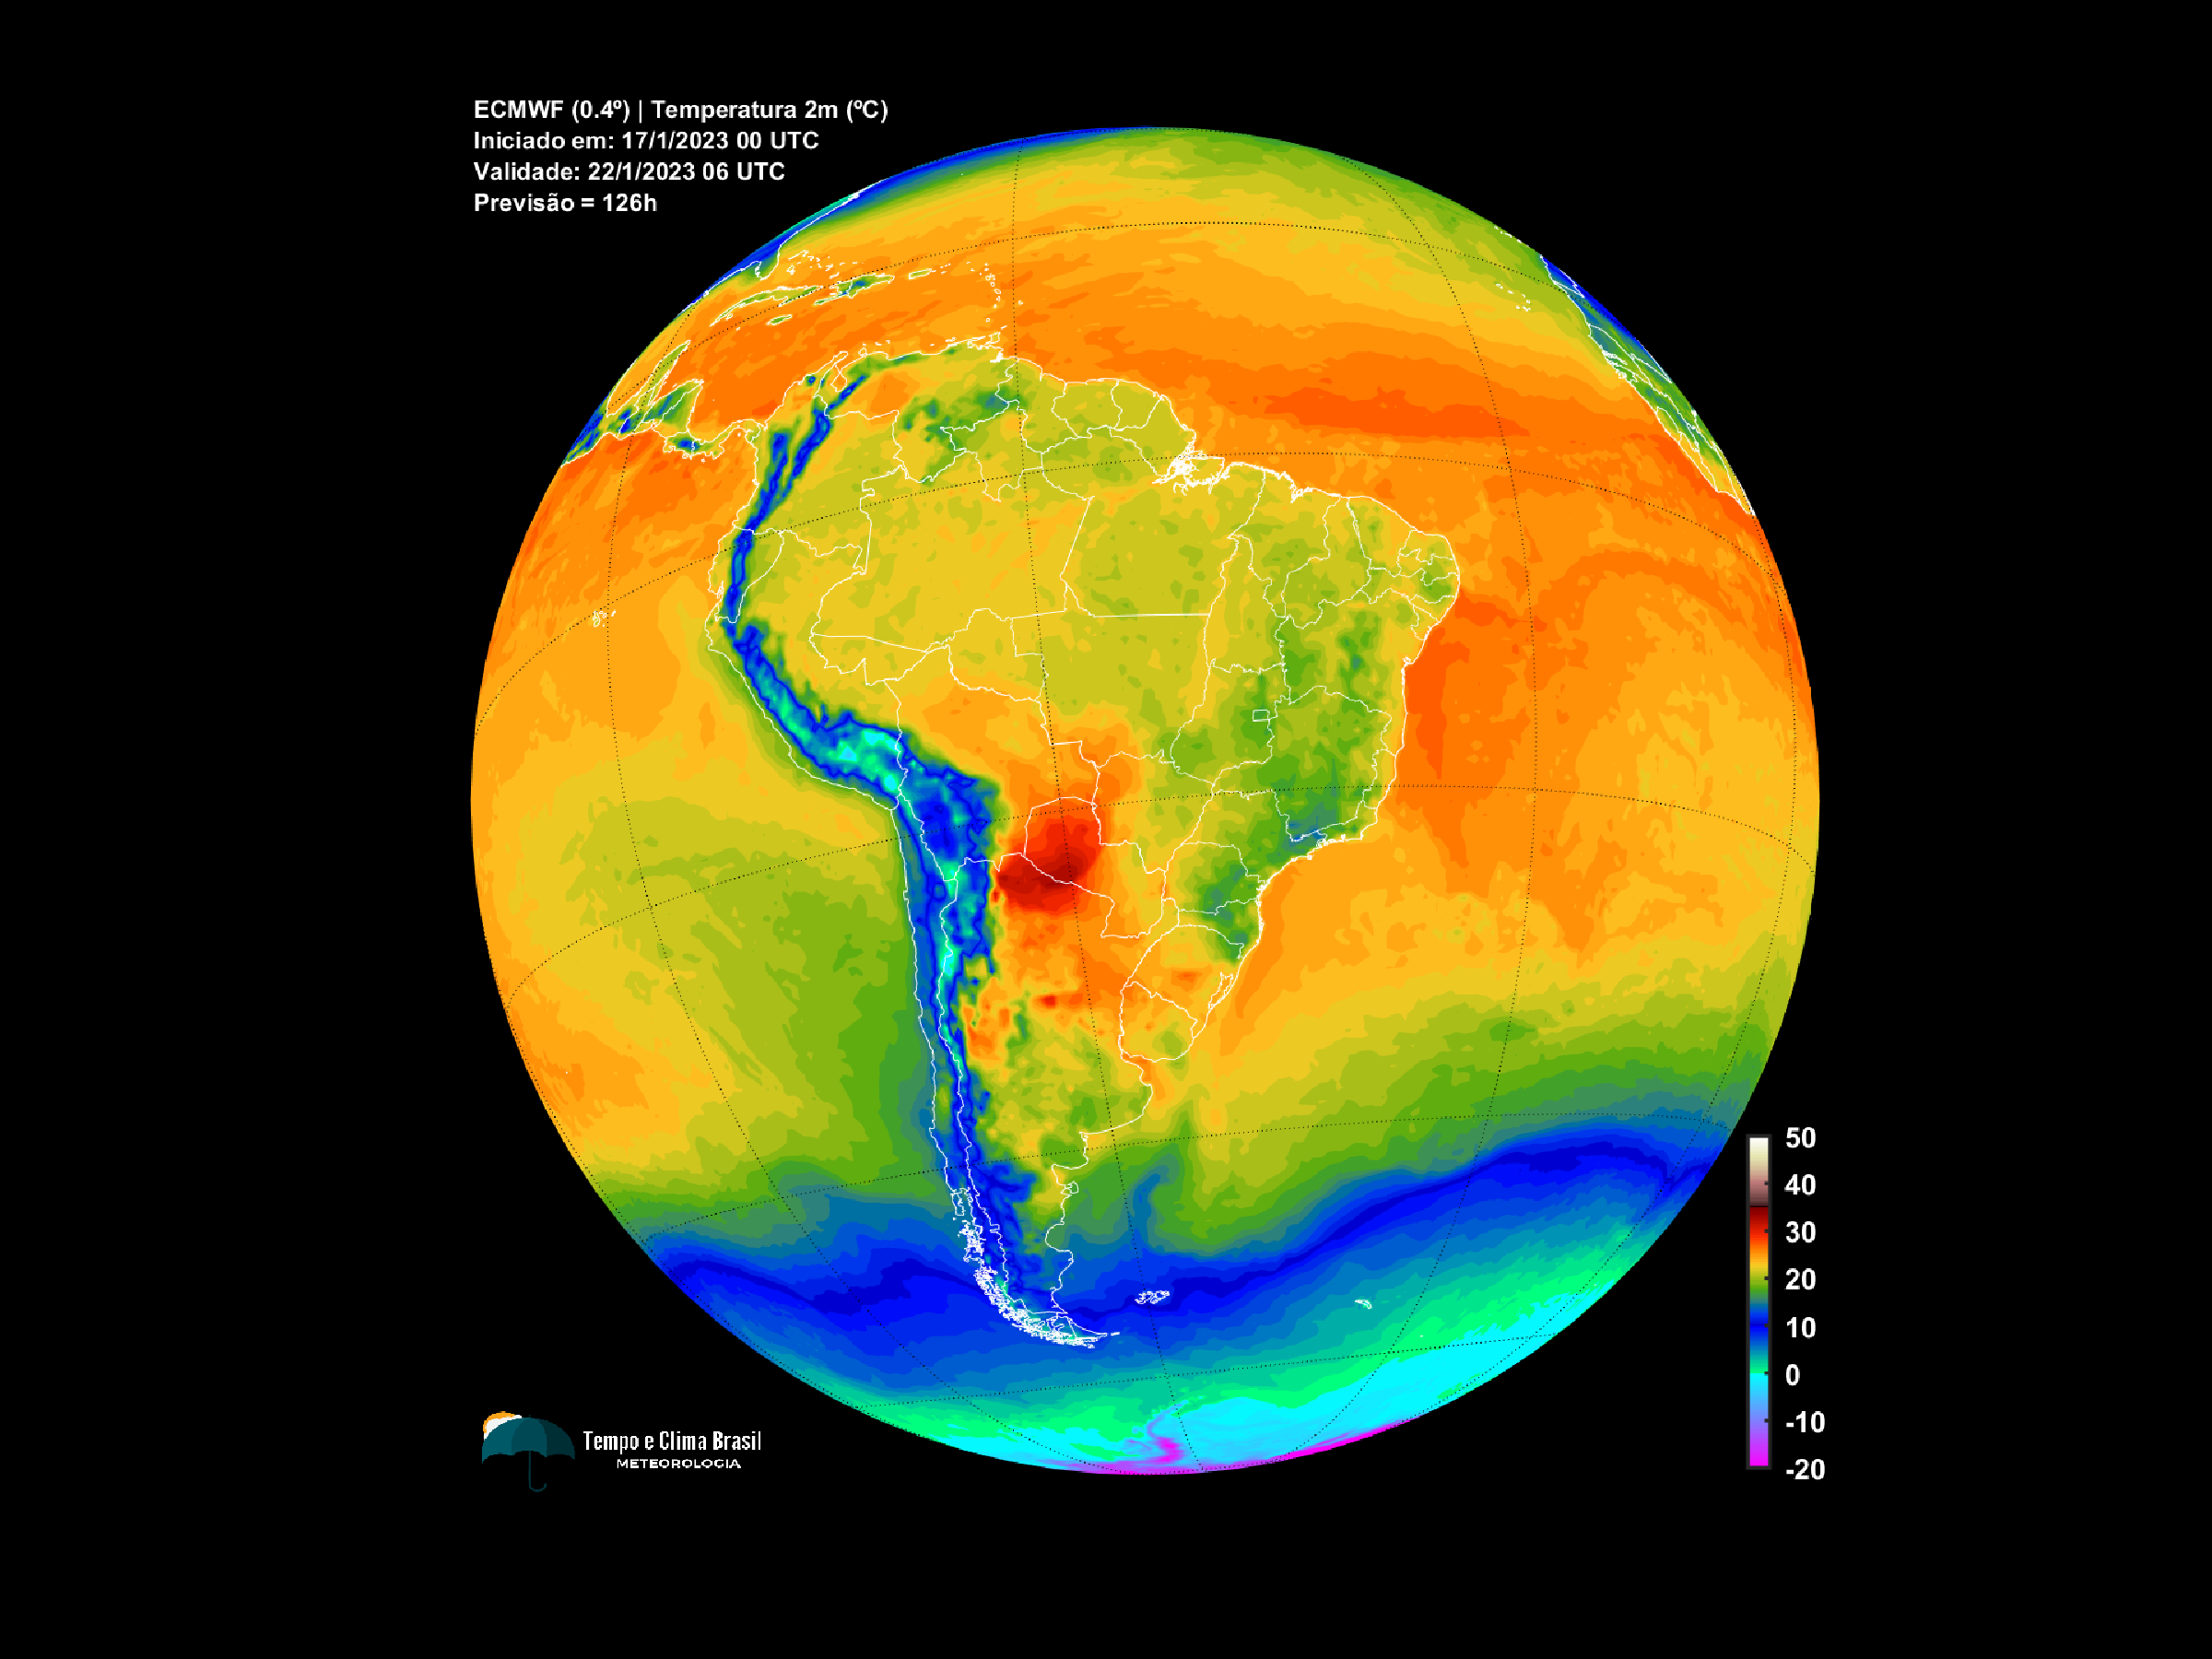 ECMWF (0.4º) | Temperatura 2m (ºC)
Iniciado em: 17/1/2023 00 UTC
Validade: 22/1/2023 06 UTC
Previsão = 126h
50
40
30
20
10
0
-10
-20
Tempo e Clima Brasil
METEOROLOGIA